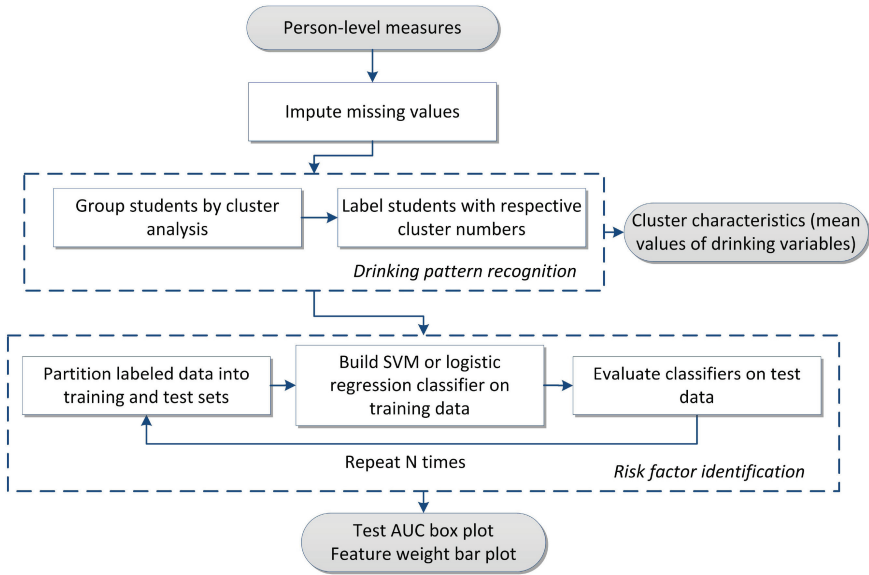 Person-level measures
Impute missing values
Group students by cluster
analysis
Label students with respective
cluster numbers
Drinking pattern recognition
Cluster characteristics (mean
values of drinking variables)
Partition labeled data into
training and test sets
Build SVM or logistic
regression classifier on
training data
Evaluate classifiers on test
data
Repeat N times
Risk factor identification
Test AUC box plot
Feature weight bar plot